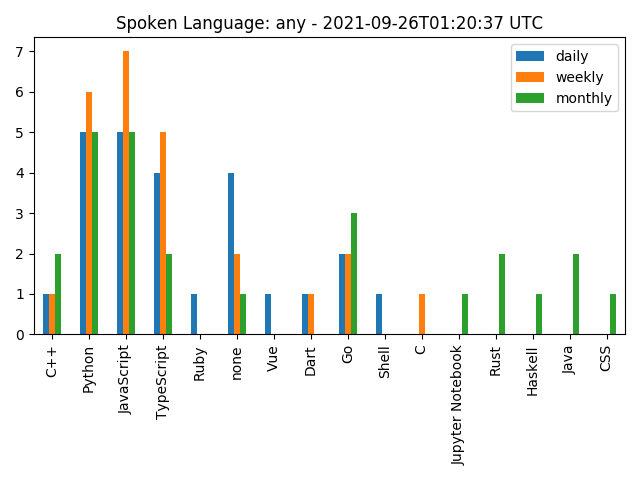 Spoken Language: any - 2021-09-26T01:20:37 UTC
daily
weekly
monthly
7
6
5
4
3
2
1
0
C++
Python
JavaScript
TypeScript
Ruby
none
Vue
Dart
Go
Shell
C
Jupyter Notebook
Rust
Haskell
Java
CSS